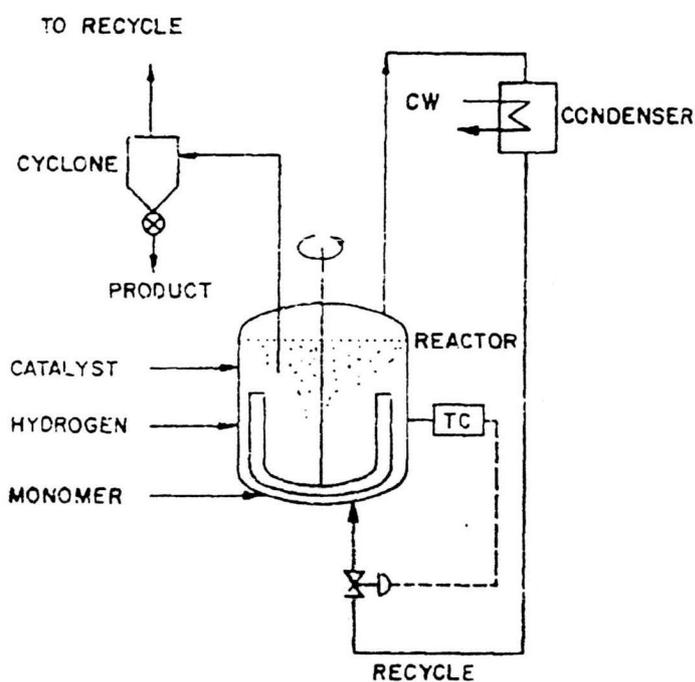 TO RECYCLE
CW
CONDENSER
CYCLONE
PRODUCT
REACTOR
CATALYST
HYDROGEN
TC
MONOMER
RECYCLE